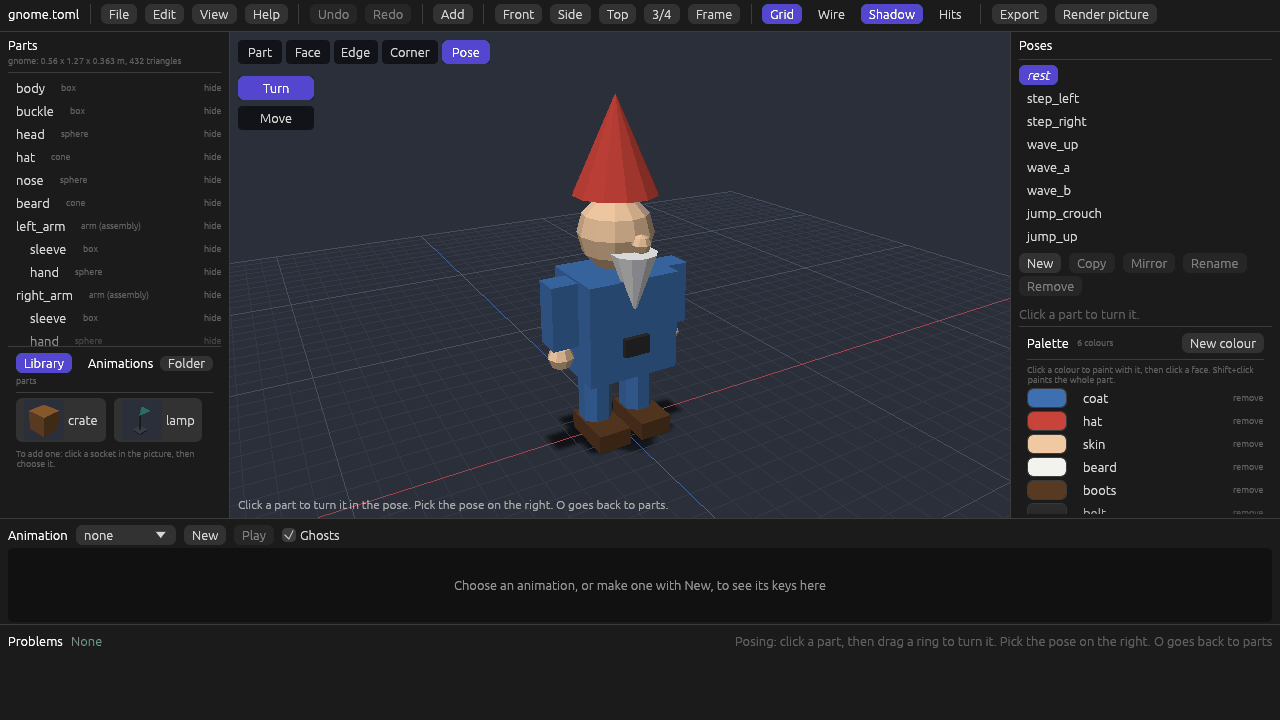 gnome.toml File Edit View Help Undo Redo Add Front Side Top 3/4 Frame Grid Wire Shadow Hits Export Render picture
Parts
gnome: 0.56 x 1.27 x 0.363 m, 432 triangles
body box hide
buckle box hide
head sphere hide
hat cone hide
nose sphere hide
beard cone hide
left_arm arm (assembly) hide
sleeve box hide
hand sphere hide
right_arm arm (assembly) hide
sleeve box hide
hand sphere hide
Library Animations Folder
parts
crate lamp
To add one: click a socket in the picture, then
choose it.
Part Face Edge Corner Pose
Turn
Move
Click a part to turn it in the pose. Pick the pose on the right. O goes back to parts.
Poses
rest
step_left
step_right
wave_up
wave_a
wave_b
jump_crouch
jump_up
New Copy Mirror Rename
Remove
Click a part to turn it.
Palette 6 colours New colour
Click a colour to paint with it, then click a face. Shift+click
paints the whole part.
coat remove
hat remove
skin remove
beard remove
boots remove
belt remove
Animation none New Play Ghosts
Choose an animation, or make one with New, to see its keys here
Problems None
Posing: click a part, then drag a ring to turn it. Pick the pose on the right. O goes back to parts